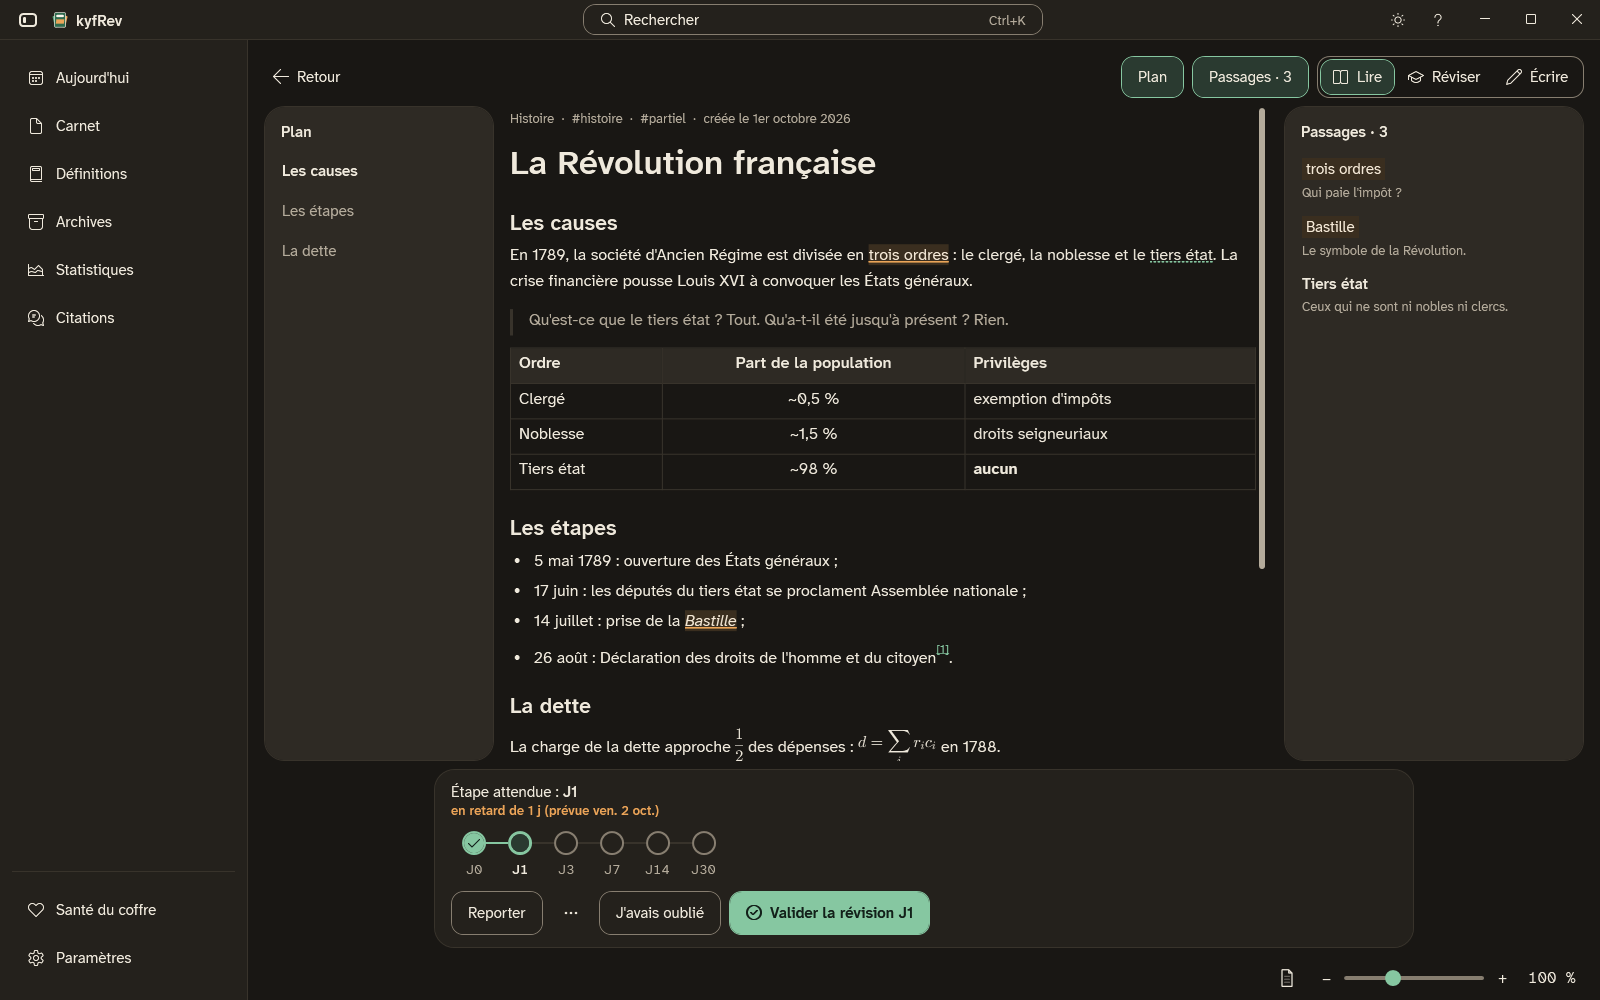 kyfRev
Rechercher
Ctrl+K
?
Aujourd'hui
Carnet
Définitions
Archives
Statistiques
Citations
Santé du coffre
Paramètres
Retour
Plan
Passages · 3
Lire
Réviser
Écrire
Plan
Les causes
Les étapes
La dette
Histoire · #histoire · #partiel · créée le 1er octobre 2026
La Révolution française
Les causes
En 1789, la société d'Ancien Régime est divisée en trois ordres : le clergé, la noblesse et le tiers état. La
crise financière pousse Louis XVI à convoquer les États généraux.
Qu'est-ce que le tiers état ? Tout. Qu'a-t-il été jusqu'à présent ? Rien.
Ordre Part de la population Privilèges
Clergé ~0,5 % exemption d'impôts
Noblesse ~1,5 % droits seigneuriaux
Tiers état ~98 % aucun
Les étapes
• 5 mai 1789 : ouverture des États généraux ;
• 17 juin : les députés du tiers état se proclament Assemblée nationale ;
• 14 juillet : prise de la Bastille ;
• 26 août : Déclaration des droits de l'homme et du citoyen[1].
La dette
La charge de la dette approche 1/2 des dépenses : d = ∑ᵢ rᵢcᵢ en 1788.
Passages · 3
trois ordres
Qui paie l'impôt ?
Bastille
Le symbole de la Révolution.
Tiers état
Ceux qui ne sont ni nobles ni clercs.
Étape attendue : J1
en retard de 1 j (prévue ven. 2 oct.)
J0 J1 J3 J7 J14 J30
Reporter
···
J'avais oublié
Valider la révision J1
− + 100 %